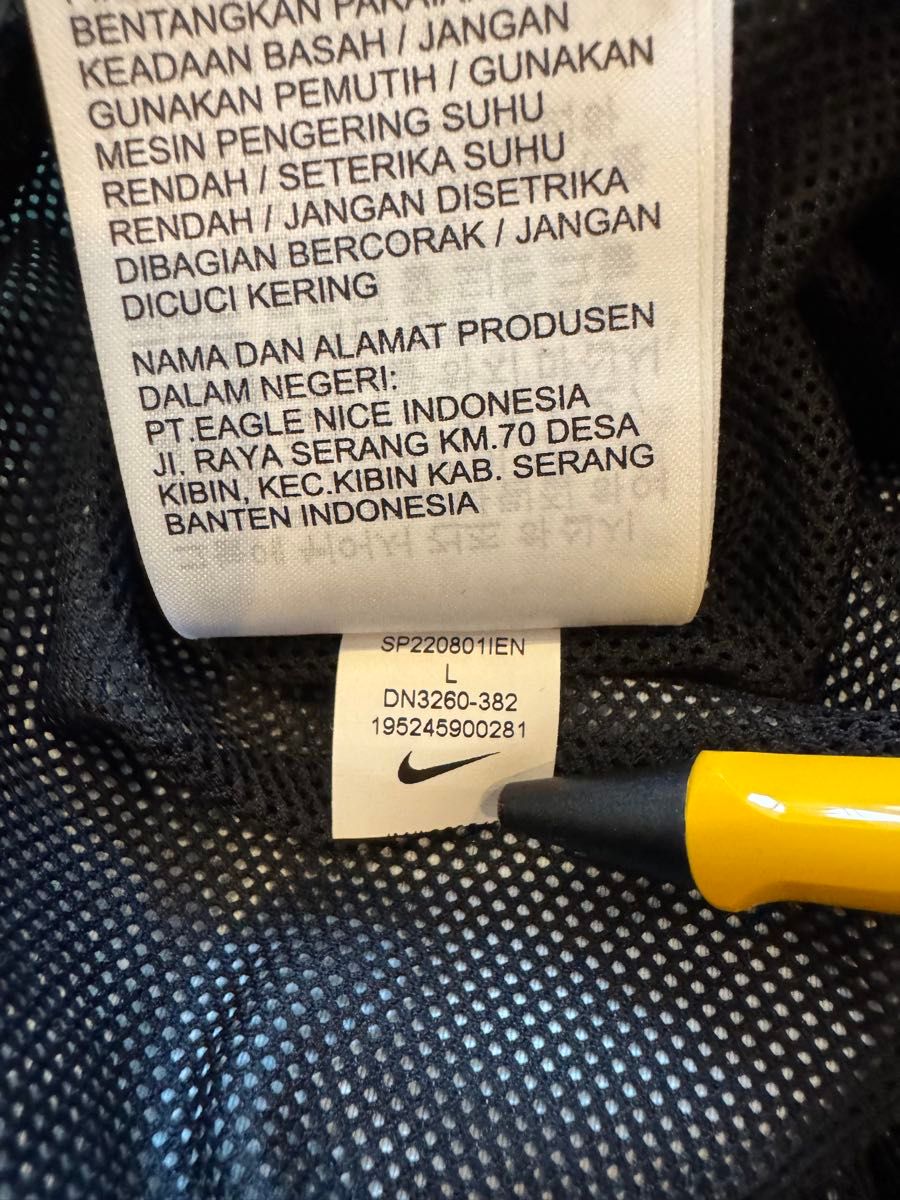 BENTANGKAN
KEADAAN BASAH / JANGAN
GUNAKAN PEMUTIH / GUNAKAN
MESIN PENGERING SUHU
RENDAH / SETERIKA SUHU
RENDAH / JANGAN DISETRIKA
DIBAGIAN BERCORAK / JANGAN
DICUCI KERING
NAMA DAN ALAMAT PRODUSEN
DALAM NEGERI:
PT.EAGLE NICE INDONESIA
Jl. RAYA SERANG KM.70 DESA
KIBIN, KEC.KIBIN KAB. SERANG
BANTEN INDONESIA
SP220801IEN
L
DN3260-382
195245900281